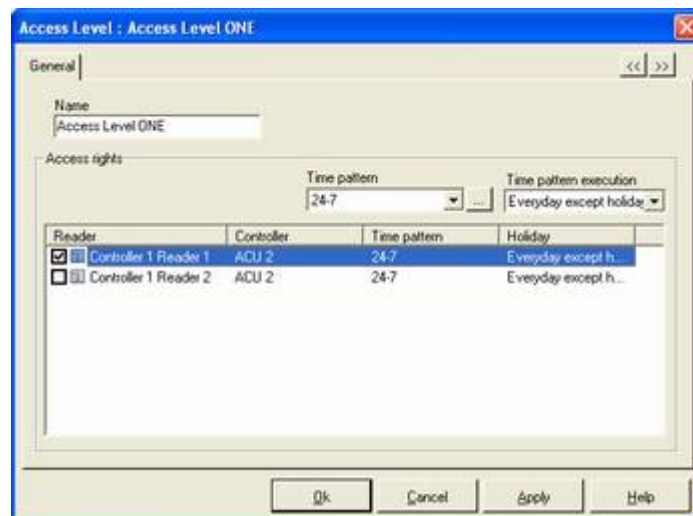 Access Level : Access Level ONE
General
<< >>
Name
Access Level ONE
Access rights
Time pattern
Time pattern execution
24-7
...
Everyday except holiday
Reader Controller Time pattern Holiday
Controller 1 Reader 1 ACU 2 24-7 Everyday except h...
Controller 1 Reader 2 ACU 2 24-7 Everyday except h...
Ok Cancel Apply Help